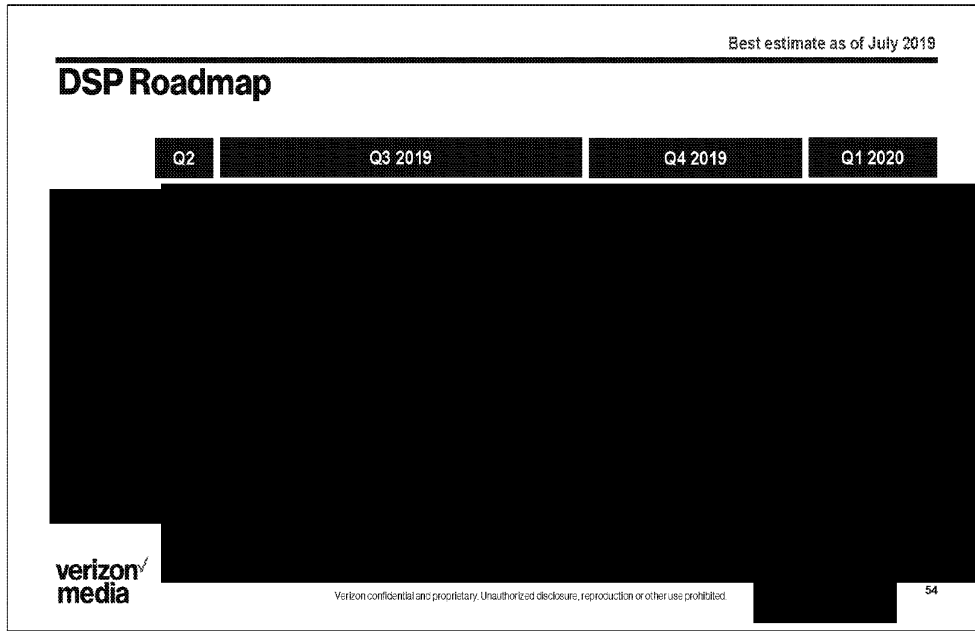 Best estimate as of July 2019
DSP Roadmap
Q2 Q3 2019 Q4 2019 Q1 2020
verizon✓
media
Verizon confidential and proprietary. Unauthorized disclosure, reproduction or other use prohibited.
54